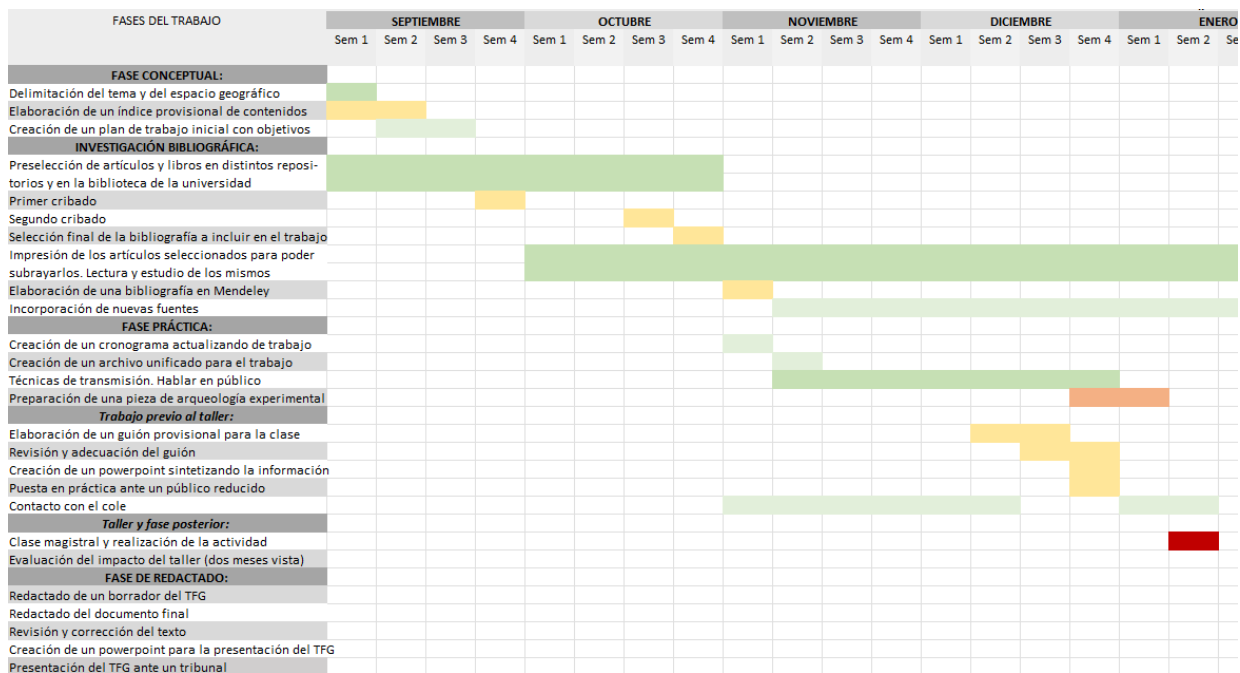 FASES DEL TRABAJO SEPTIEMBRE OCTUBRE NOVIEMBRE DICIEMBRE ENERO
Sem 1 Sem 2 Sem 3 Sem 4 Sem 1 Sem 2 Sem 3 Sem 4 Sem 1 Sem 2 Sem 3 Sem 4 Sem 1 Sem 2 Sem 3 Sem 4 Sem 1 Sem 2 Se
FASE CONCEPTUAL:
Delimitación del tema y del espacio geográfico
Elaboración de un índice provisional de contenidos
Creación de un plan de trabajo inicial con objetivos
INVESTIGACIÓN BIBLIOGRÁFICA:
Preselección de artículos y libros en distintos reposi-
torios y en la biblioteca de la universidad
Primer cribado
Segundo cribado
Selección final de la bibliografía a incluir en el trabajo
Impresión de los artículos seleccionados para poder
subrayarlos. Lectura y estudio de los mismos
Elaboración de una bibliografía en Mendeley
Incorporación de nuevas fuentes
FASE PRÁCTICA:
Creación de un cronograma actualizando de trabajo
Creación de un archivo unificado para el trabajo
Técnicas de transmisión. Hablar en público
Preparación de una pieza de arqueología experimental
Trabajo previo al taller:
Elaboración de un guión provisional para la clase
Revisión y adecuación del guión
Creación de un powerpoint sintetizando la información
Puesta en práctica ante un público reducido
Contacto con el cole
Taller y fase posterior:
Clase magistral y realización de la actividad
Evaluación del impacto del taller (dos meses vista)
FASE DE REDACTADO:
Redactado de un borrador del TFG
Redactado del documento final
Revisión y corrección del texto
Creación de un powerpoint para la presentación del TFG
Presentación del TFG ante un tribunal